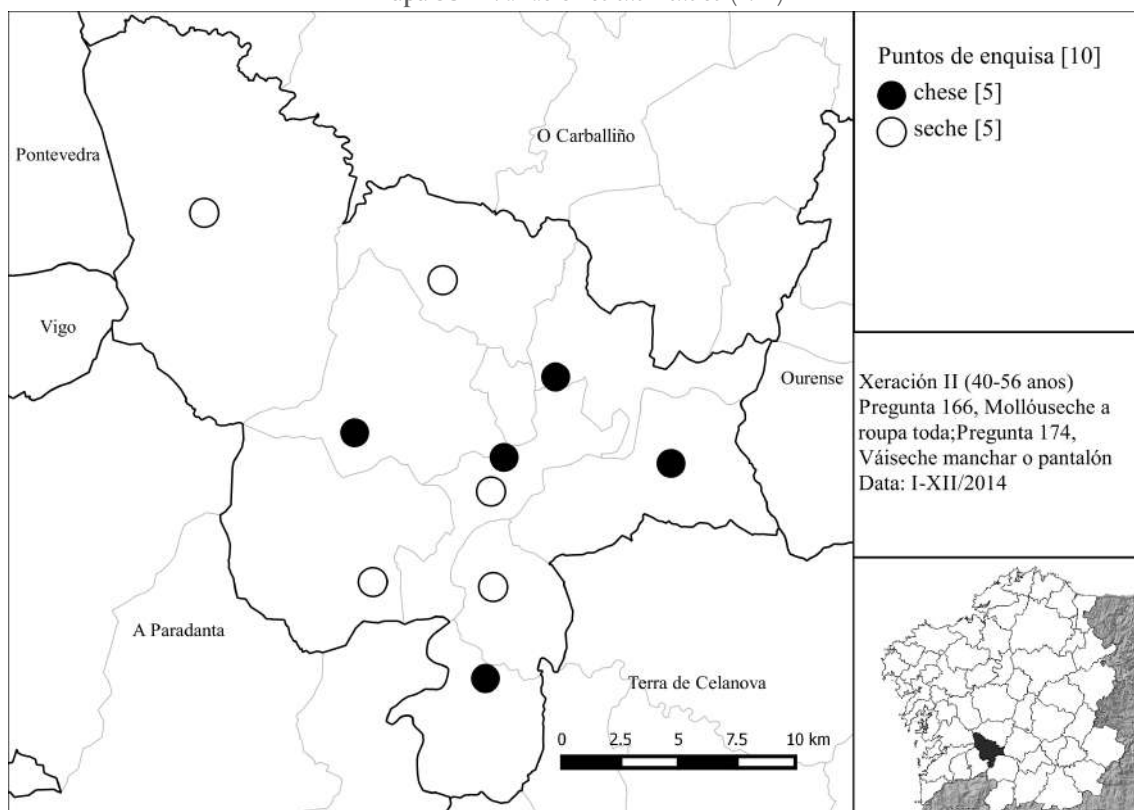 Puntos de enquisa [10]
chese [5]
seche [5]
O Carballiño
Pontevedra
Vigo
Ourense
Xeración II (40-56 anos)
Pregunta 166, Mollóuseche a
roupa toda;Pregunta 174,
Váiseche manchar o pantalón
Data: I-XII/2014
A Paradanta
Terra de Celanova
0 2.5 5 7.5 10 km